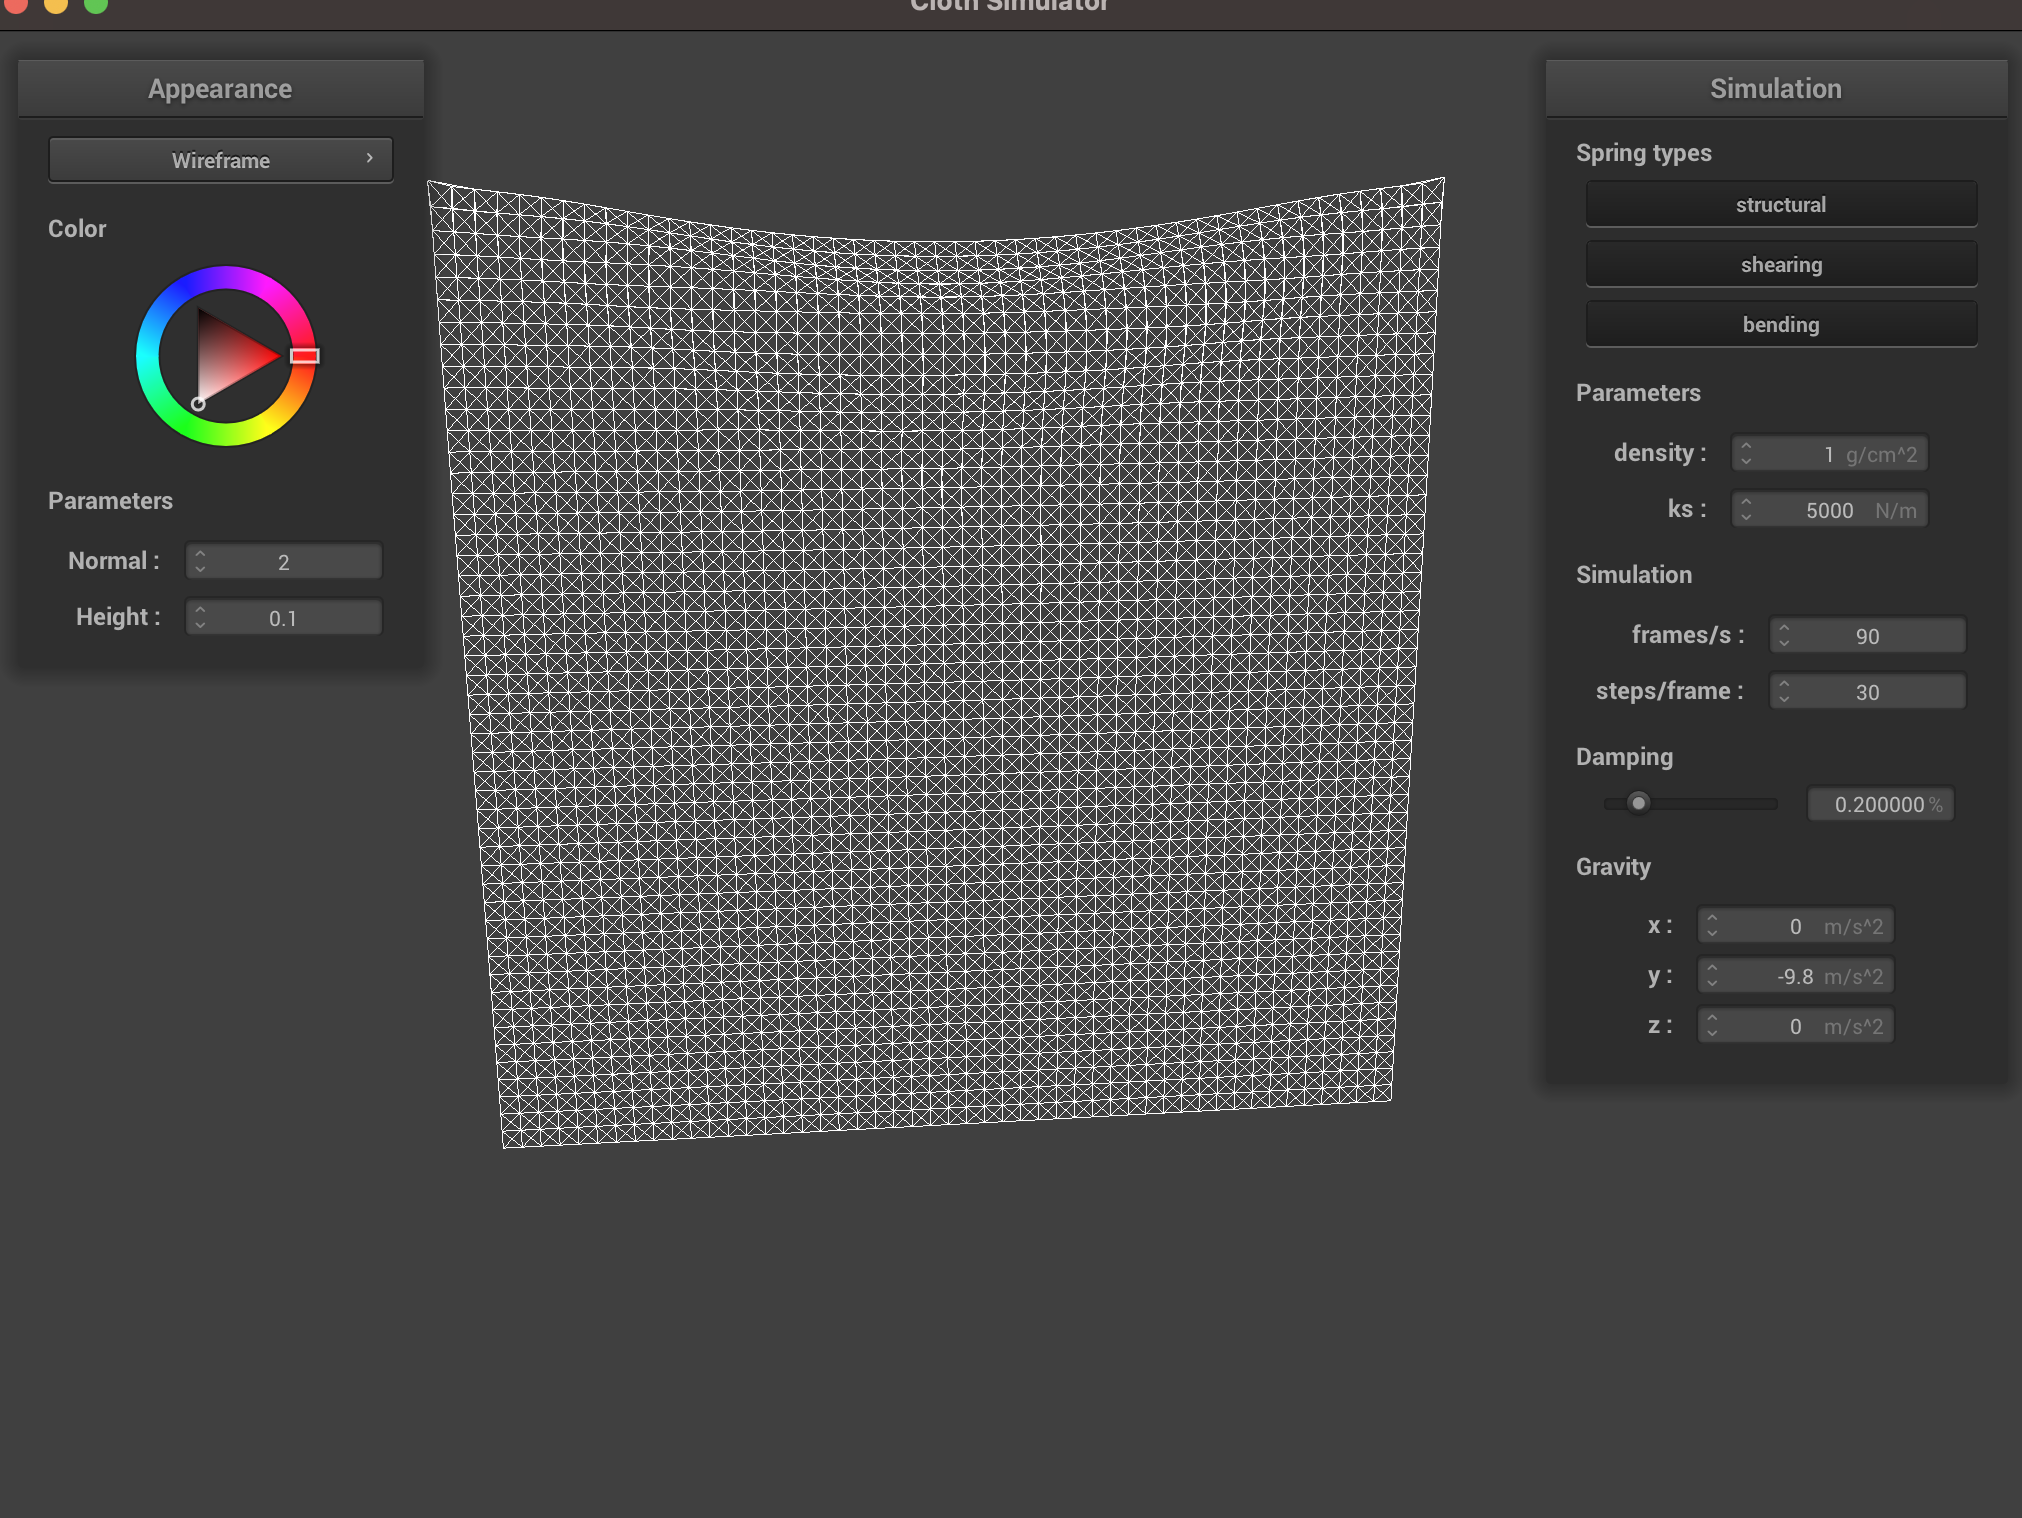 Cloth Simulator
Appearance
Wireframe
Color
Parameters
Normal : 2
Height : 0.1
Simulation
Spring types
structural
shearing
bending
Parameters
density : 1 g/cm^2
ks : 5000 N/m
Simulation
frames/s : 90
steps/frame : 30
Damping
0.200000 %
Gravity
x : 0 m/s^2
y : -9.8 m/s^2
z : 0 m/s^2